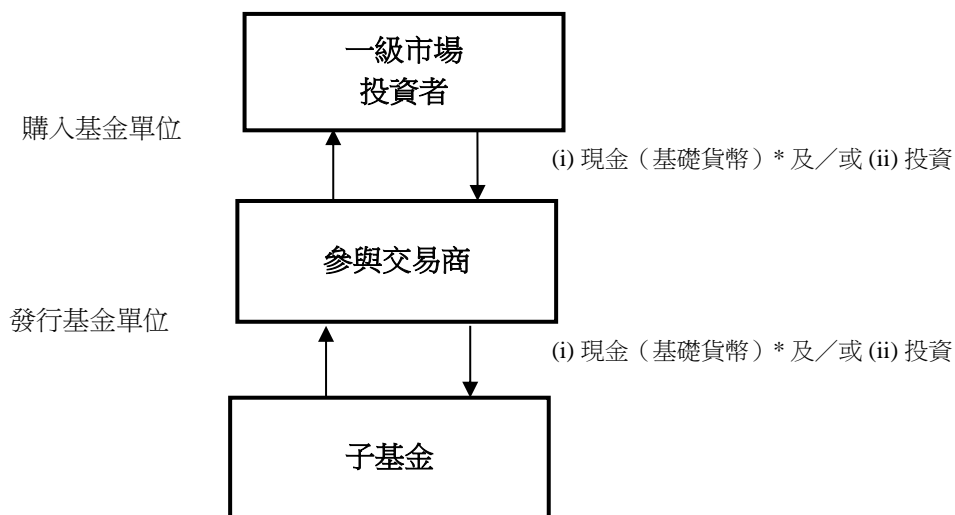 一級市場
投資者
購入基金單位
(i) 現金（基礎貨幣）* 及／或 (ii) 投資
參與交易商
發行基金單位
(i) 現金（基礎貨幣）* 及／或 (ii) 投資
子基金